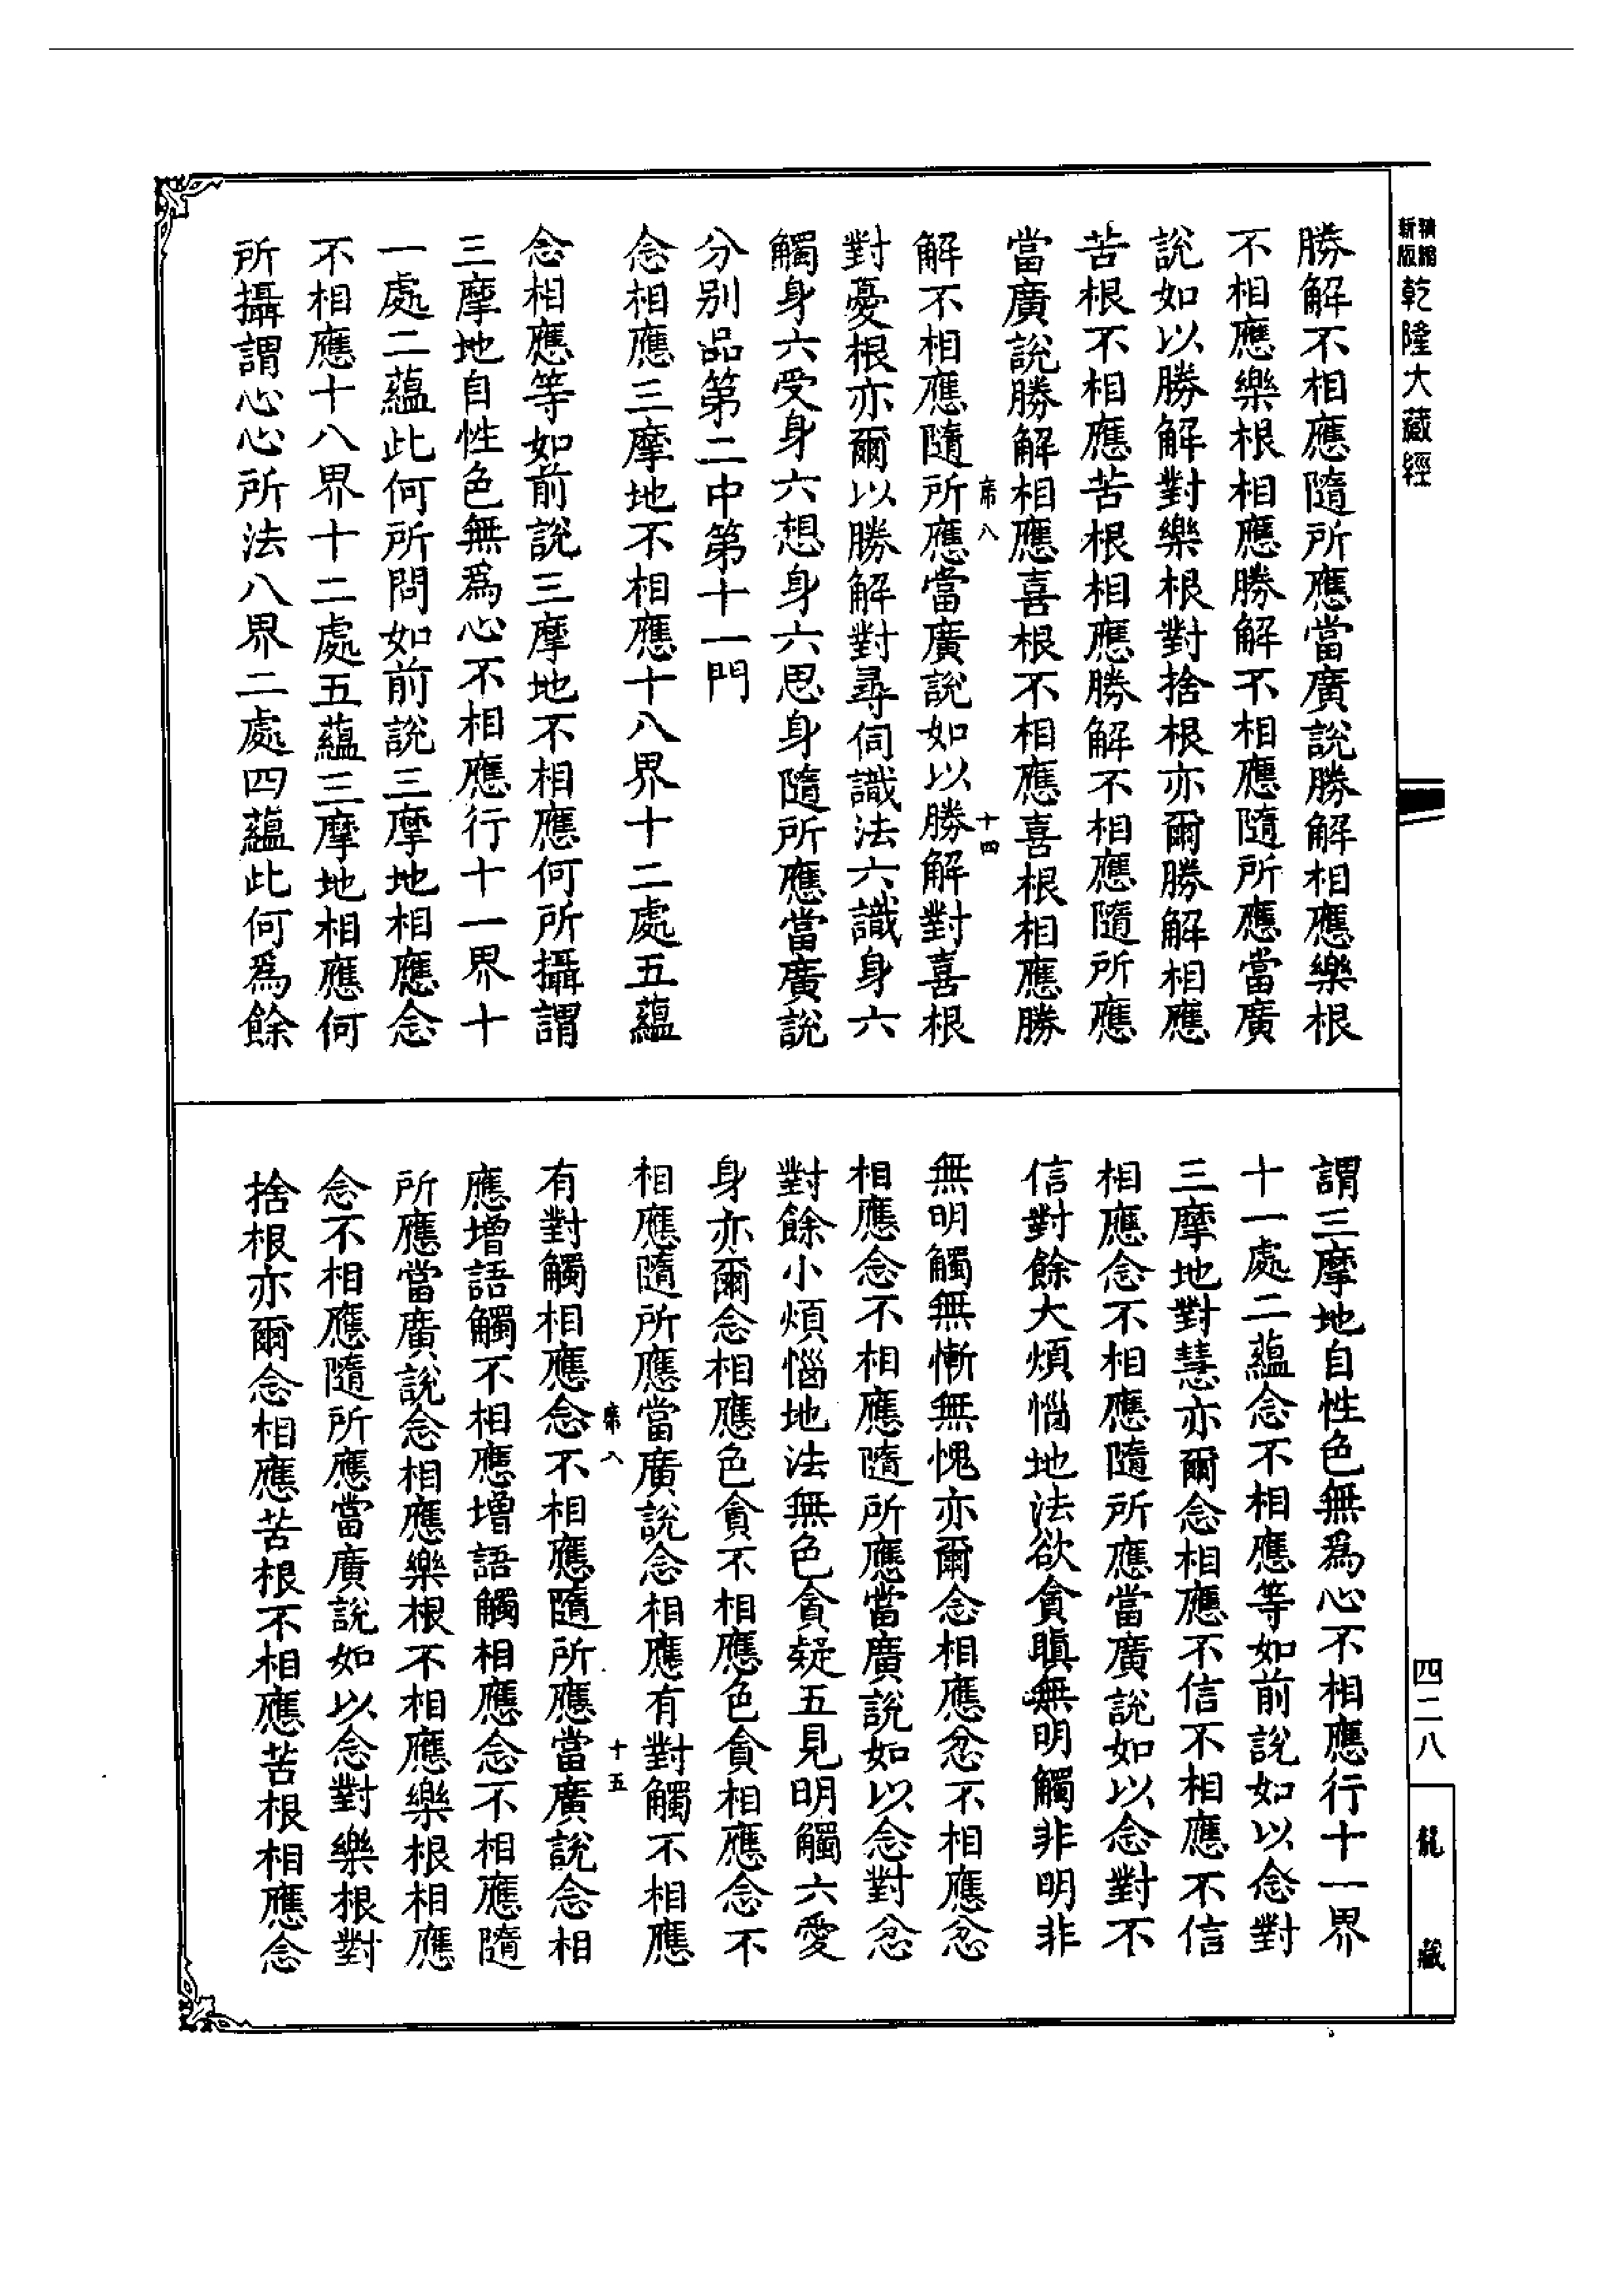 新版精縮乾隆大藏經
勝解不相應隨所應當廣說勝解相應樂根
不相應樂根相應勝解不相應隨所應當廣
說如以勝解對樂根對捨根亦爾勝解相應
苦根不相應苦根相應勝解不相應隨所應
當廣說勝解相應喜根不相應喜根相應勝
席八 十四
解不相應隨所應當廣說如以勝解對喜根
對憂根亦爾以勝解對尋伺識法六識身六
觸身六受身六想身六思身隨所應當廣說
分別品第二中第十一門
念相應三摩地不相應十八界十二處五蘊
念相應等如前說三摩地不相應何所攝謂
三摩地自性色無為心不相應行十一界十
一處二蘊此何所問如前說三摩地相應念
不相應十八界十二處五蘊三摩地相應何
所攝謂心心所法八界二處四蘊此何為餘
謂三摩地自性色無為心不相應行十一界
十一處二蘊念不相應等如前說如以念對
三摩地對慧亦爾念相應不信不相應不信
相應念不相應隨所應當廣說如以念對不
信對餘大煩惱地法欲貪瞋無明觸非明非
無明觸無慚無愧亦爾念相應忿不相應忿
相應念不相應隨所應當廣說如以念對忿
對餘小煩惱地法無色貪疑五見明觸六愛
身亦爾念相應色貪不相應色貪相應念不
相應隨所應當廣說念相應有對觸不相應
席八 十五
有對觸相應念不相應隨所應當廣說念相
應增語觸不相應增語觸相應念不相應隨
所應當廣說念相應樂根不相應樂根相應
念不相應隨所應當廣說如以念對樂根對
捨根亦爾念相應苦根不相應苦根相應念
四二八
龍藏